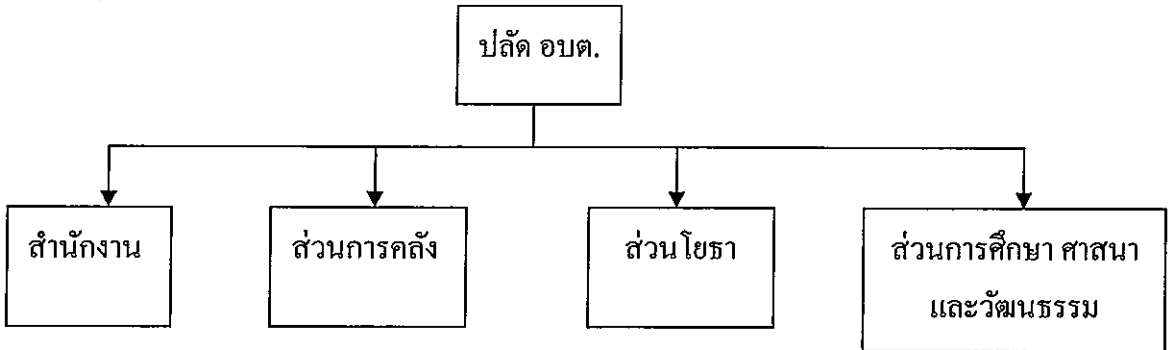 ปลัด อบต.
สำนักงาน
ส่วนการคลัง
ส่วนโยธา
ส่วนการศึกษา ศาสนา
และวัฒนธรรม